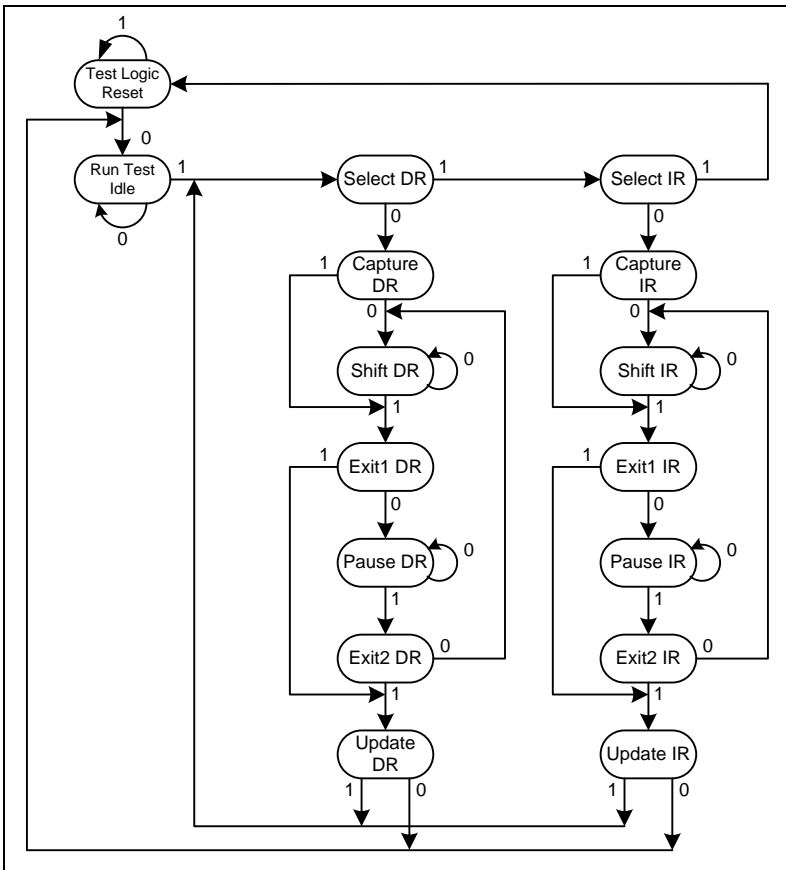 1
Test Logic
Reset
0
Run Test
Idle
1
0
Select DR
1
0
Select IR
1
0
Capture
DR
1
0
Capture
IR
1
0
Shift DR
0
1
Shift IR
0
1
Exit1 DR
1
0
Exit1 IR
1
0
Pause DR
0
1
Pause IR
0
1
Exit2 DR
0
1
Exit2 IR
0
1
Update
DR
1
0
Update IR
1
0